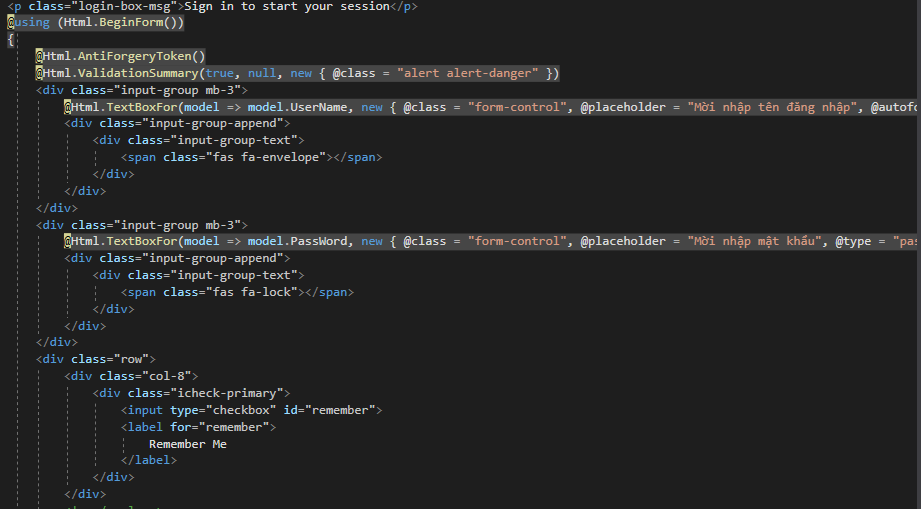 <p class="login-box-msg">Sign in to start your session</p>
@using (Html.BeginForm())
{
@Html.AntiForgeryToken()
@Html.ValidationSummary(true, null, new { @class = "alert alert-danger" })
<div class="input-group mb-3">
@Html.TextBoxFor(model => model.UserName, new { @class = "form-control", @placeholder = "Mời nhập tên đăng nhập", @autofo
<div class="input-group-append">
<div class="input-group-text">
<span class="fas fa-envelope"></span>
</div>
</div>
</div>
<div class="input-group mb-3">
@Html.TextBoxFor(model => model.PassWord, new { @class = "form-control", @placeholder = "Mời nhập mật khẩu", @type = "pas
<div class="input-group-append">
<div class="input-group-text">
<span class="fas fa-lock"></span>
</div>
</div>
</div>
<div class="row">
<div class="col-8">
<div class="icheck-primary">
<input type="checkbox" id="remember">
<label for="remember">
Remember Me
</label>
</div>
</div>